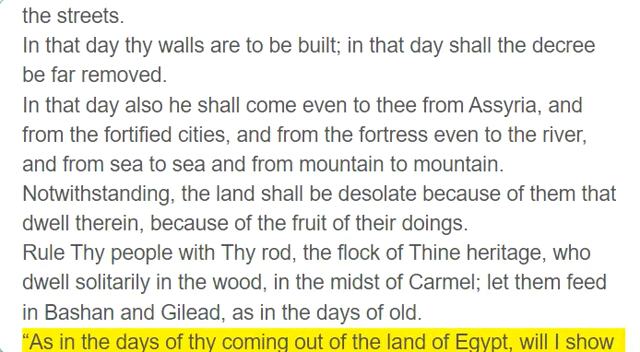 the streets.
In that day thy walls are to be built; in that day shall the decree
be far removed.
In that day also he shall come even to thee from Assyria, and
from the fortified cities, and from the fortress even to the river,
and from sea to sea and from mountain to mountain.
Notwithstanding, the land shall be desolate because of them that
dwell therein, because of the fruit of their doings.
Rule Thy people with Thy rod, the flock of Thine heritage, who
dwell solitarily in the wood, in the midst of Carmel; let them feed
in Bashan and Gilead, as in the days of old.
“As in the days of thy coming out of the land of Egypt, will I show